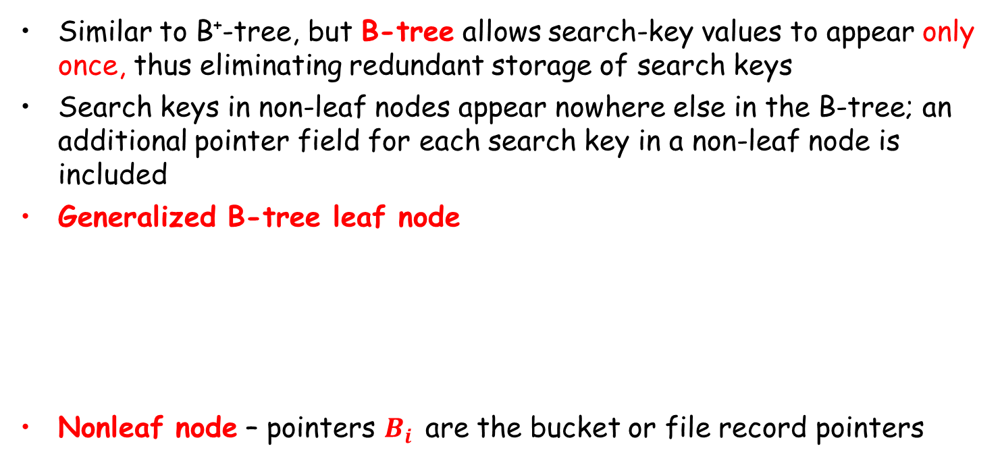 • Similar to B⁺-tree, but B-tree allows search-key values to appear only
once, thus eliminating redundant storage of search keys
• Search keys in non-leaf nodes appear nowhere else in the B-tree; an
additional pointer field for each search key in a non-leaf node is
included
• Generalized B-tree leaf node
• Nonleaf node – pointers Bᵢ are the bucket or file record pointers